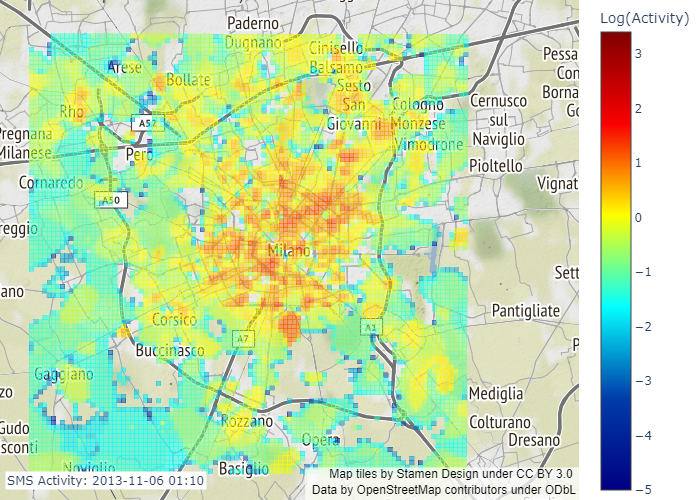 Log(Activity)
Paderno
Dugnano
Cinisello
Balsamo
Arese
Bollate
Sesto
San
Giovanni
Rho
Cologno
Monzese
Cernusco
sul
Naviglio
Pessa
Con
Borna
Go
A52
Pregnana
Milanese
Pero
Vimodrone
Pioltello
Cornaredo
Vignat
A50
reggio
Milano
Sett
ano
Pantigliate
Corsico
A7
A1
P
Buccinasco
Gaggiano
zo
Mediglia
Rozzano
Colturano
Gudo
sconti
Opera
Dresano
Noviglio
Basiglio
SMS Activity: 2013-11-06 01:10
Map tiles by Stamen Design under CC BY 3.0
Data by OpenStreetMap contributors under ODbL
3
2
1
0
−1
−2
−3
−4
−5